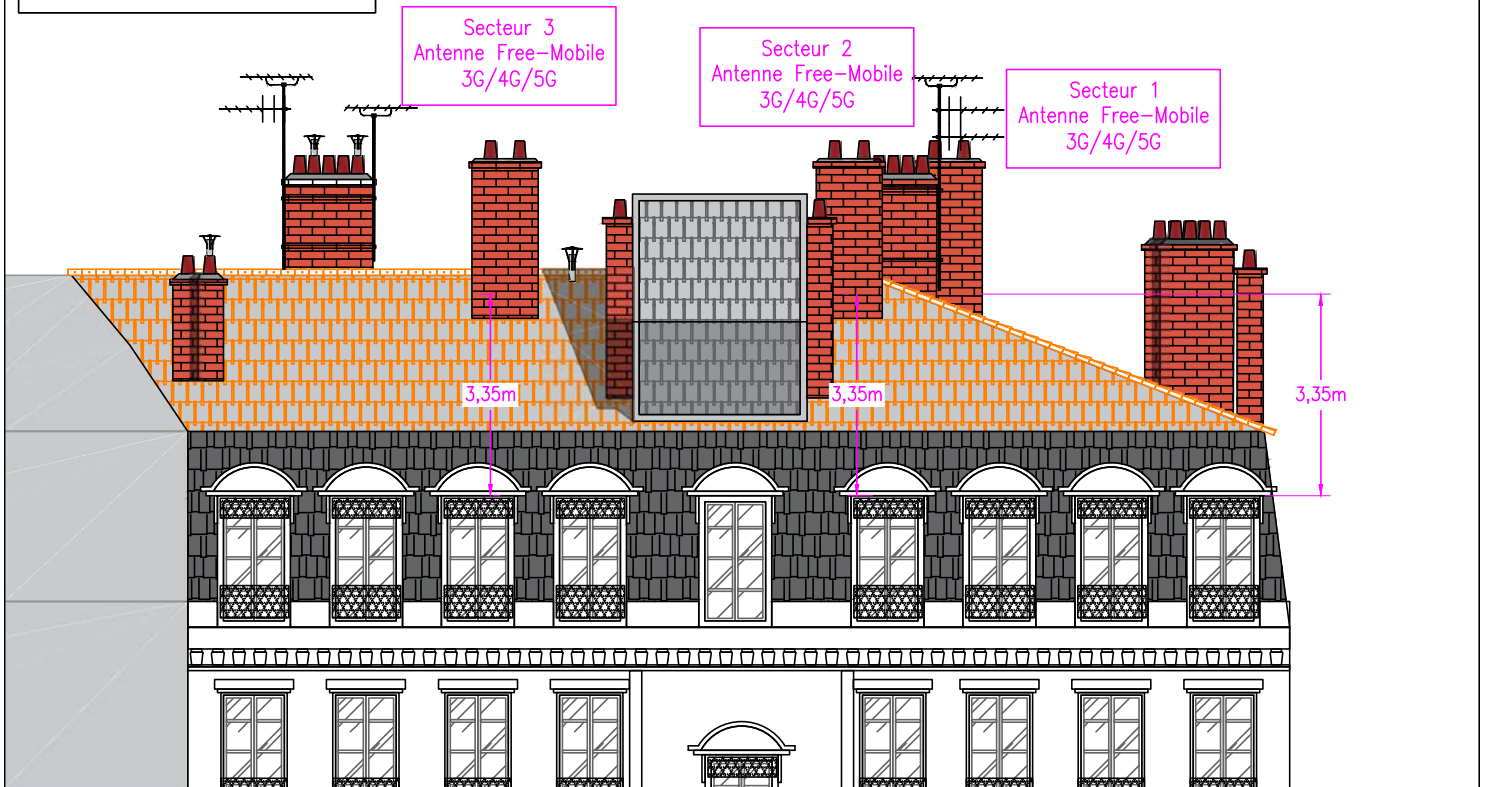 Secteur 3
Antenne Free-Mobile
3G/4G/5G
Secteur 2
Antenne Free-Mobile
3G/4G/5G
Secteur 1
Antenne Free-Mobile
3G/4G/5G
3,35m
3,35m
3,35m